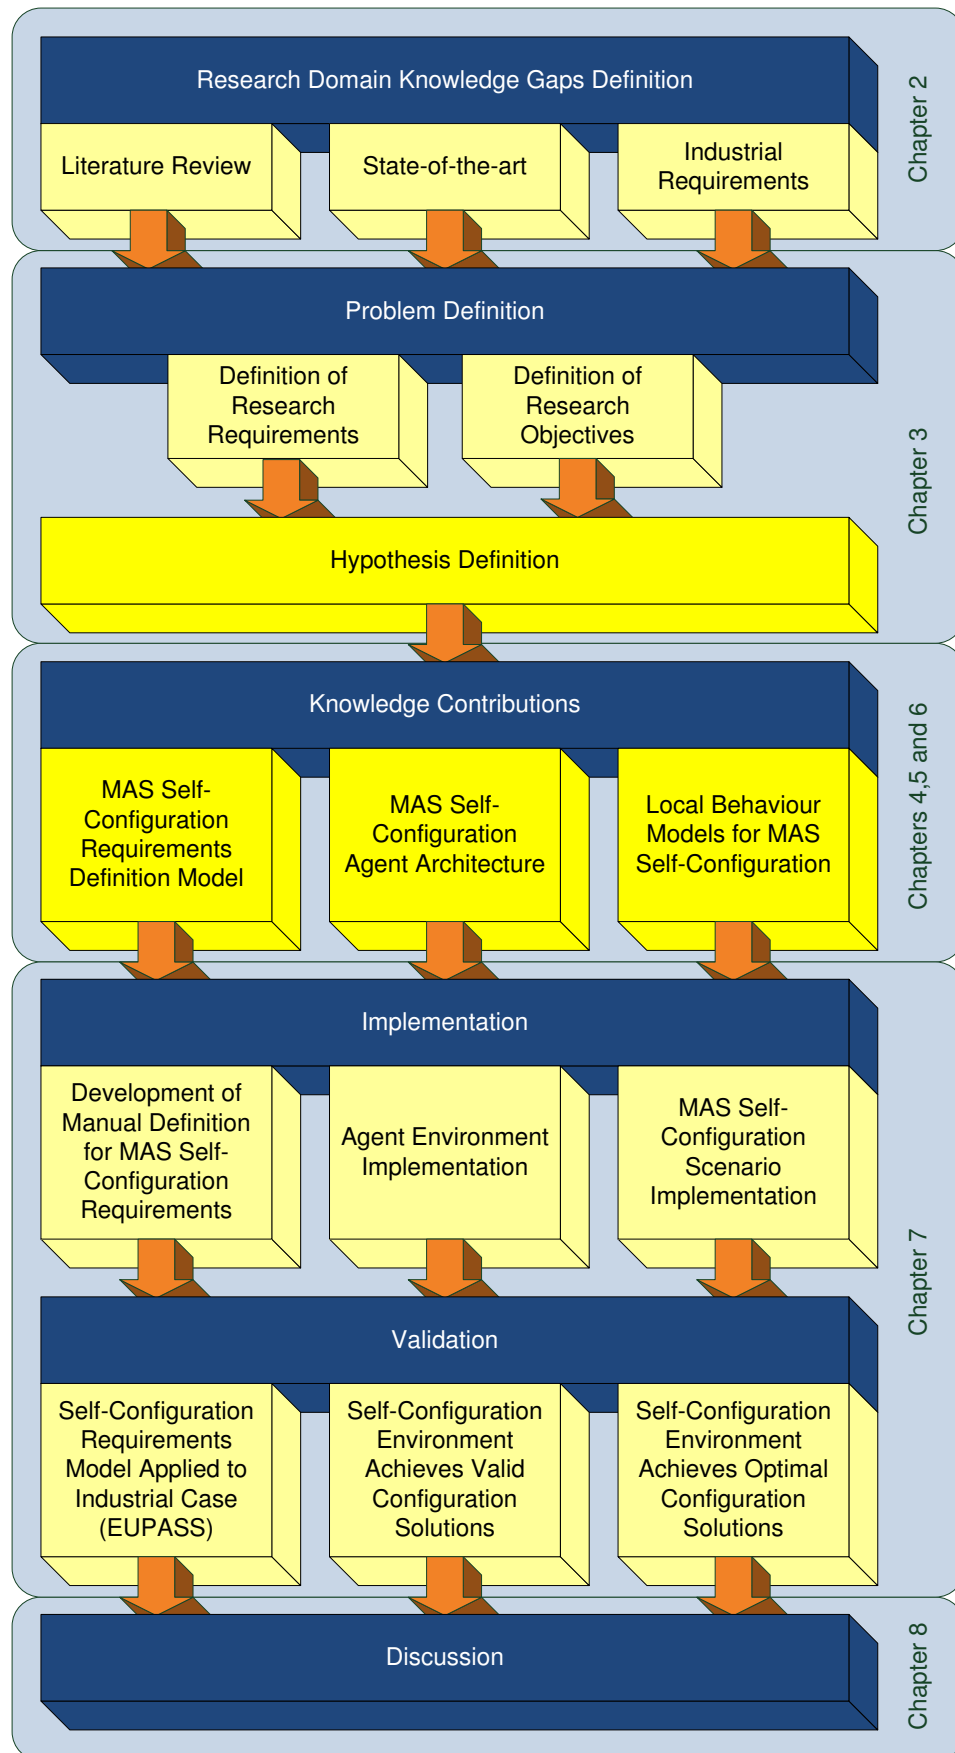 Research Domain Knowledge Gaps Definition
Literature Review
State-of-the-art
Industrial
Requirements
Chapter 2
Problem Definition
Definition of
Research
Requirements
Definition of
Research
Objectives
Hypothesis Definition
Chapter 3
Knowledge Contributions
MAS Self-
Configuration
Requirements
Definition Model
MAS Self-
Configuration
Agent Architecture
Local Behaviour
Models for MAS
Self-Configuration
Chapters 4,5 and 6
Implementation
Development of
Manual Definition
for MAS Self-
Configuration
Requirements
Agent Environment
Implementation
MAS Self-
Configuration
Scenario
Implementation
Validation
Self-Configuration
Requirements
Model Applied to
Industrial Case
(EUPASS)
Self-Configuration
Environment
Achieves Valid
Configuration
Solutions
Self-Configuration
Environment
Achieves Optimal
Configuration
Solutions
Chapter 7
Discussion
Chapter 8